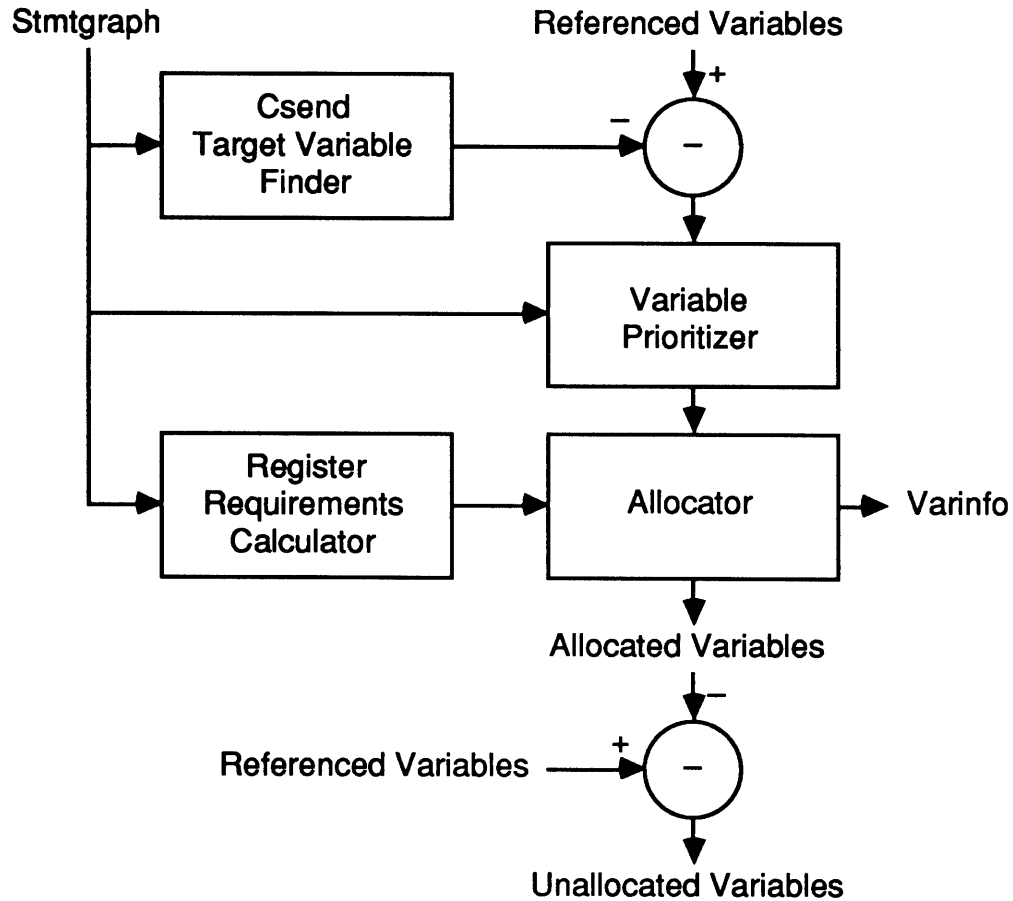 Stmtgraph
Referenced Variables
+
Csend
Target Variable
Finder
−
−
Variable
Prioritizer
Register
Requirements
Calculator
Allocator
Varinfo
Allocated Variables
−
+
Referenced Variables
−
Unallocated Variables